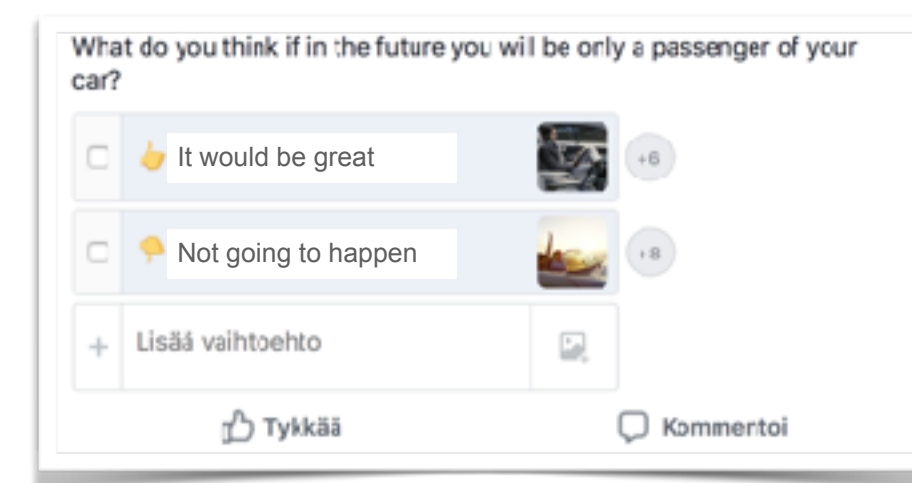 What do you think if in the future you will be only a passenger of your
car?
It would be great
+6
Not going to happen
+8
+ Lisää vaihtoehto
Tykkää
Kommentoi